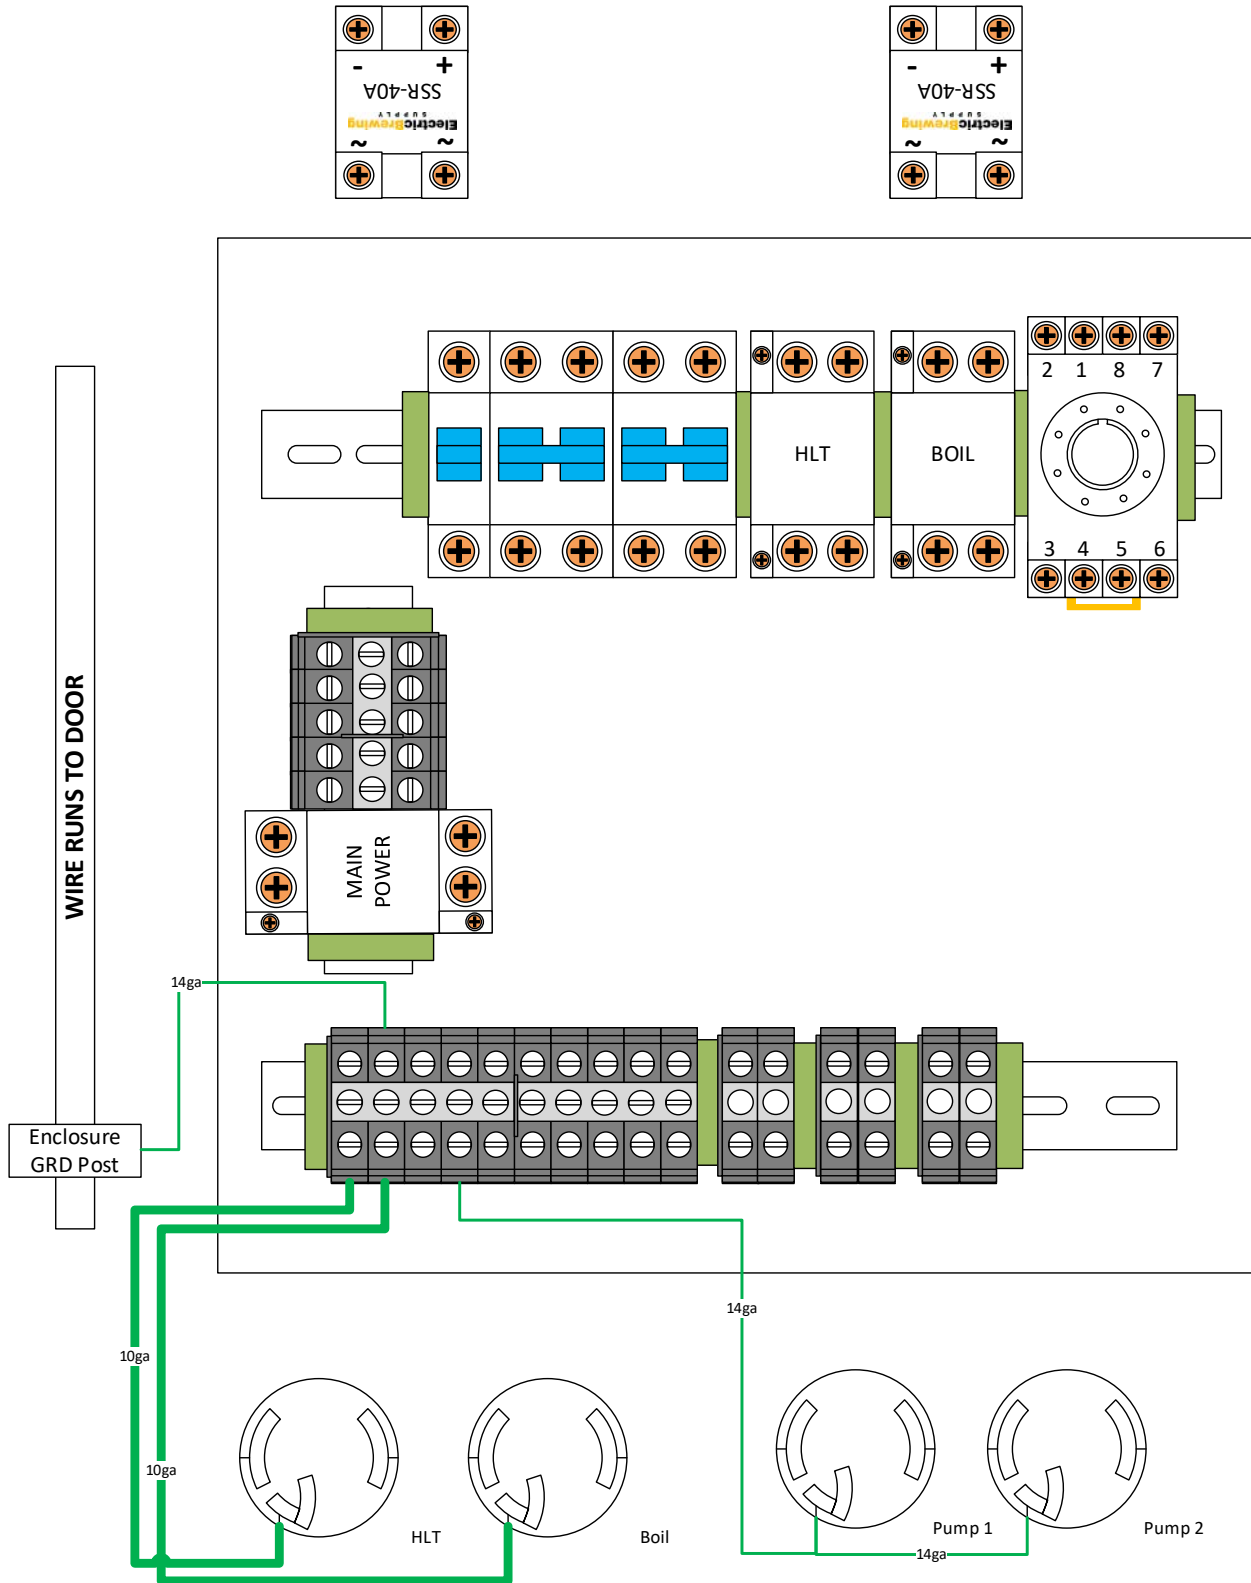 - +
SSR-40A
SUPPLY
ElectricBrewing
~ ~
- +
SSR-40A
SUPPLY
ElectricBrewing
~ ~
2 1 8 7
HLT
BOIL
3 4 5 6
WIRE RUNS TO DOOR
MAIN
POWER
14ga
Enclosure
GRD Post
14ga
10ga
10ga
HLT
Boil
Pump 1
Pump 2
14ga